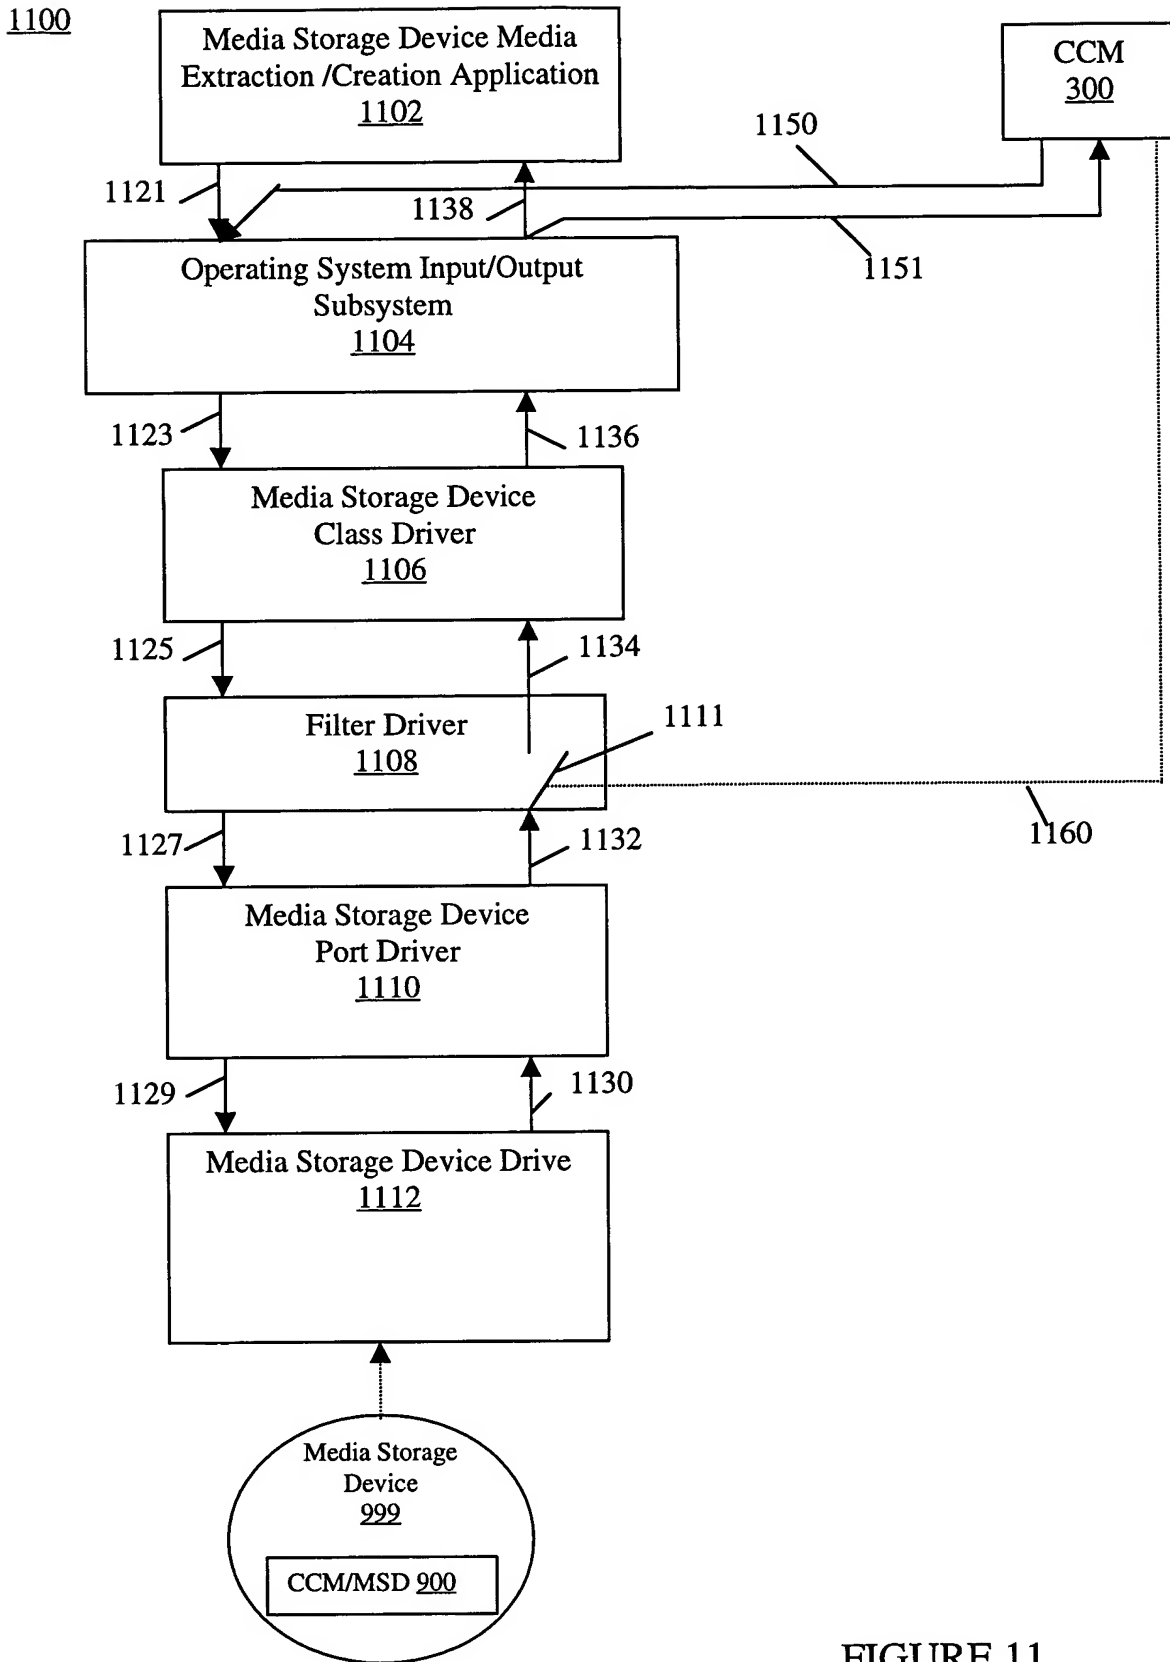 1100
Media Storage Device Media
Extraction /Creation Application
1102
CCM
300
1150
1121
1138
1151
Operating System Input/Output
Subsystem
1104
1123
1136
Media Storage Device
Class Driver
1106
1125
1134
Filter Driver
1108
1111
1127
1132
1160
Media Storage Device
Port Driver
1110
1129
1130
Media Storage Device Drive
1112
Media Storage
Device
999
CCM/MSD 900
FIGURE 11